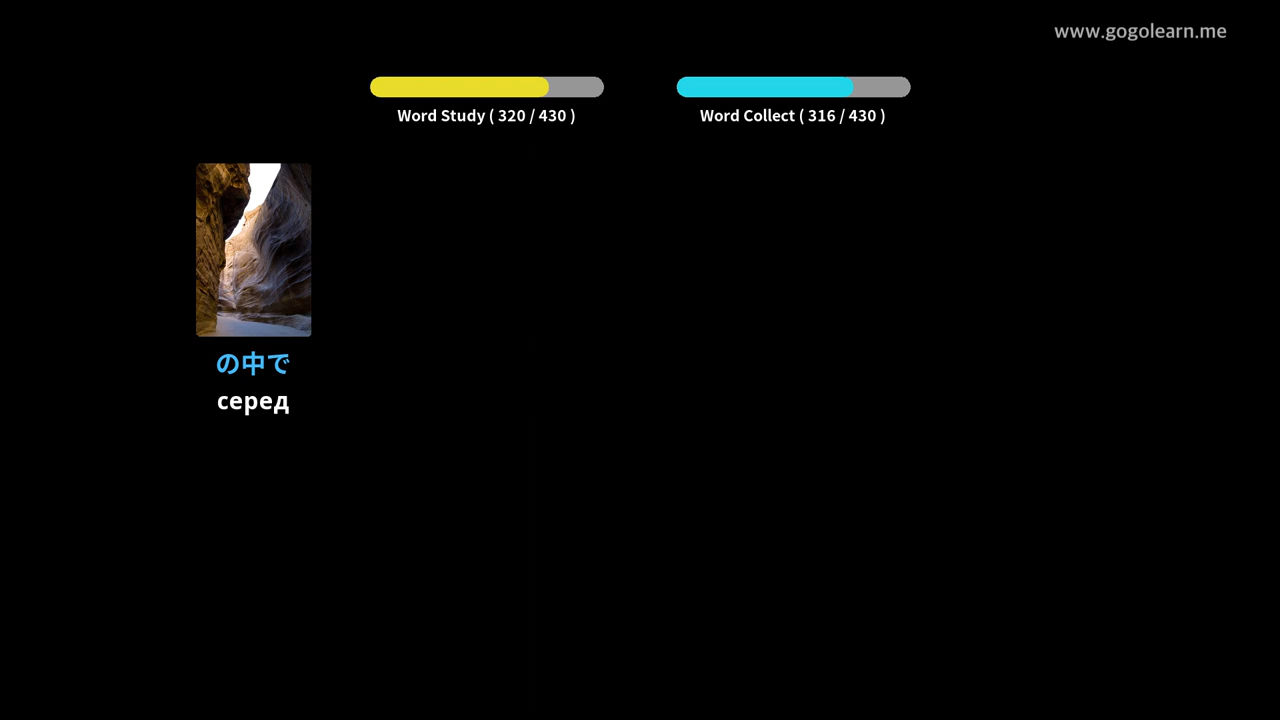 www.gogolearn.me
Word Study ( 320 / 430 )
Word Collect ( 316 / 430 )
の中で
серед